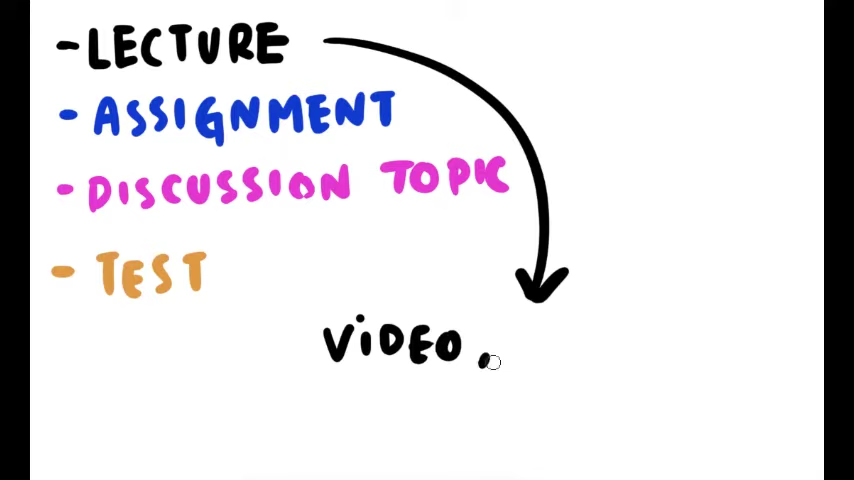 - LECTURE
- ASSIGNMENT
- DISCUSSION TOPIC
- TEST
ViDEO